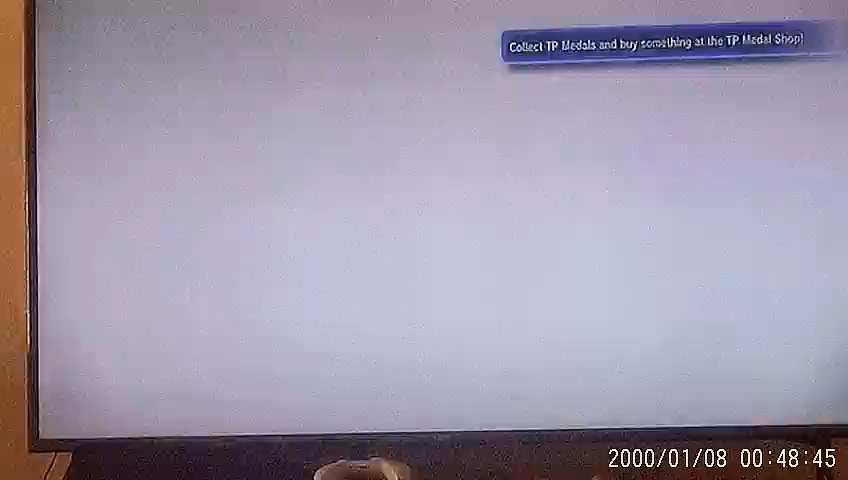 Collect TP Medals and buy something at the TP Medal Shop!
2000/01/08 00:48:45